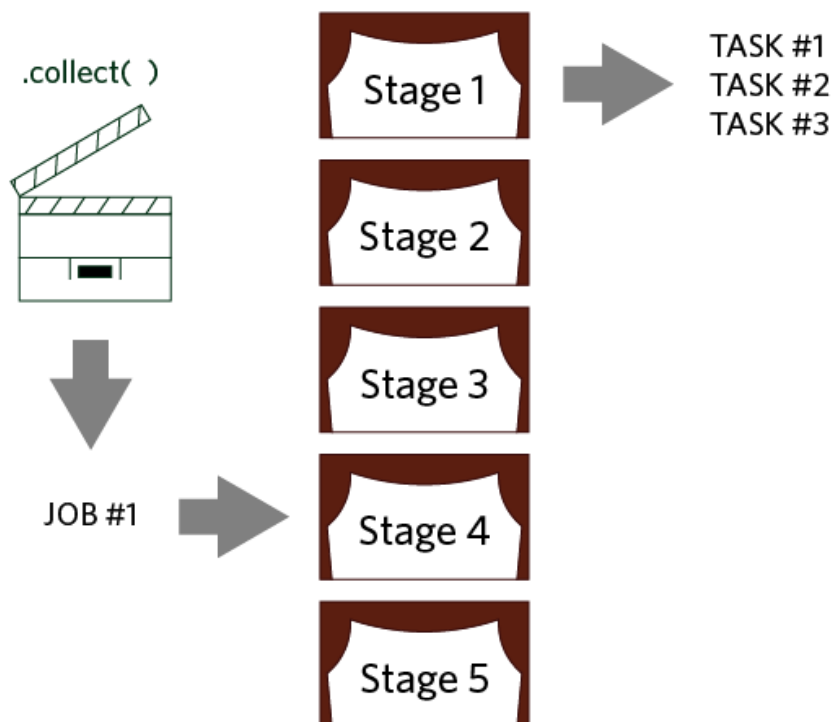 .collect( )
JOB #1
Stage 1
Stage 2
Stage 3
Stage 4
Stage 5
TASK #1
TASK #2
TASK #3